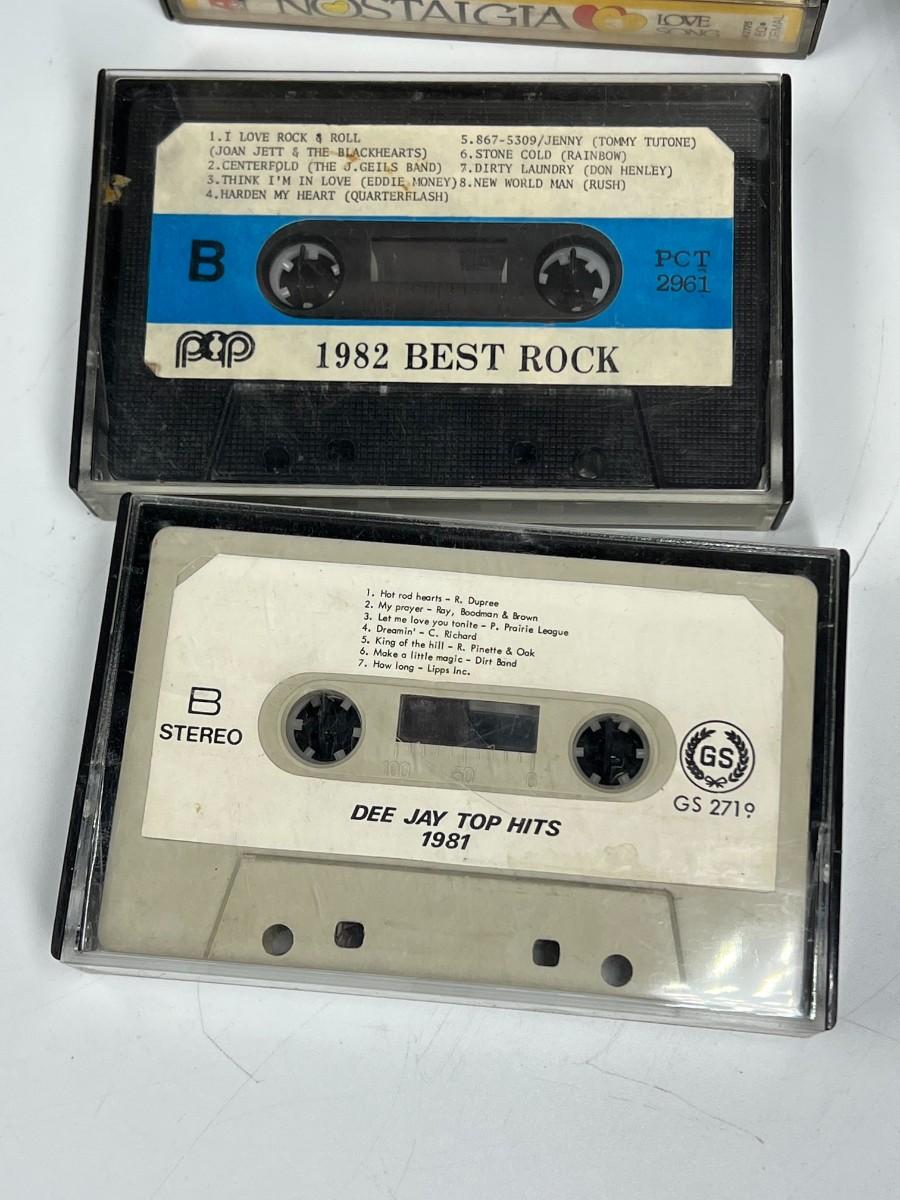 NOSTALGIA LOVE
SONG
1.I LOVE ROCK & ROLL
(JOAN JETT & THE BLACKHEARTS)
2.CENTERFOLD (THE J.GEILS BAND)
3.THINK I'M IN LOVE (EDDIE MONEY)
4.HARDEN MY HEART (QUARTERFLASH)
5.867-5309/JENNY (TOMMY TUTONE)
6.STONE COLD (RAINBOW)
7.DIRTY LAUNDRY (DON HENLEY)
8.NEW WORLD MAN (RUSH)
B
PCT
2961
pop
1982 BEST ROCK
1. Hot rod hearts - R. Dupree
2. My prayer - Ray, Boodman & Brown
3. Let me love you tonite - P. Prairie League
4. Dreamin' - C. Richard
5. King of the hill - R. Pinette & Oak
6. Make a little magic - Dirt Band
7. How long - Lipps Inc.
B
STEREO
100 50 0
GS
GS 2719
DEE JAY TOP HITS
1981